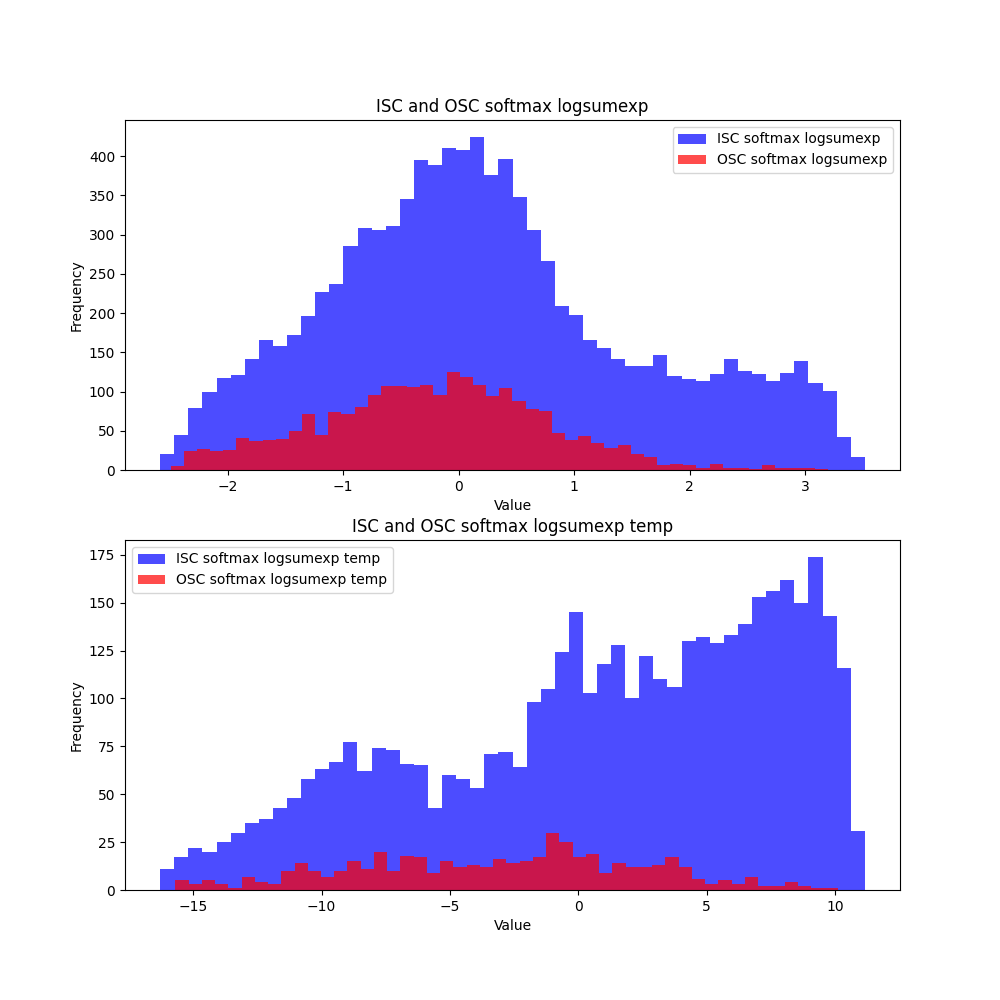 ISC and OSC softmax logsumexp
ISC softmax logsumexp
OSC softmax logsumexp
Frequency
400
350
300
250
200
150
100
50
0
−2 −1 0 1 2 3
Value
ISC and OSC softmax logsumexp temp
ISC softmax logsumexp temp
OSC softmax logsumexp temp
Frequency
175
150
125
100
75
50
25
0
−15 −10 −5 0 5 10
Value